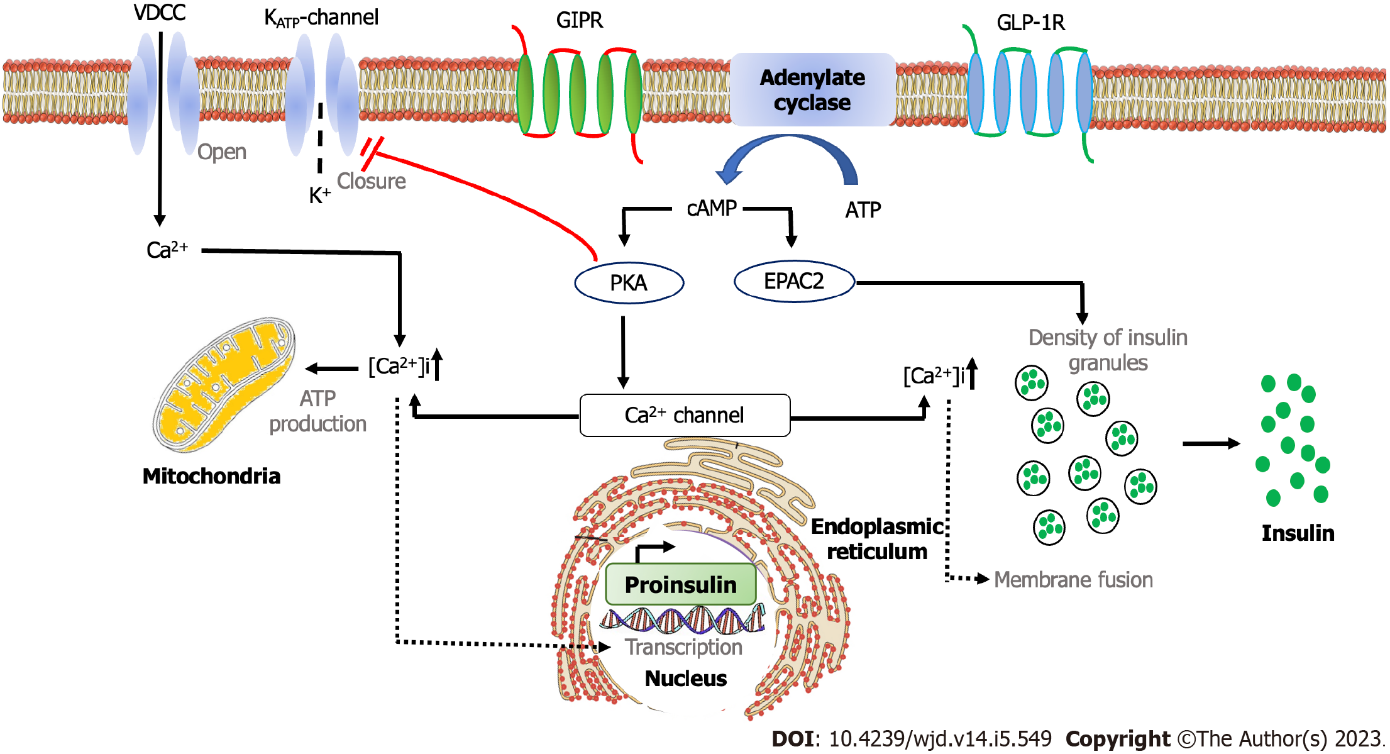 VDCC
K_ATP-channel
GIPR
GLP-1R
Adenylate
cyclase
Open
K⁺
Closure
cAMP
ATP
Ca²⁺
PKA
EPAC2
Density of insulin
granules
[Ca²⁺]i
ATP
production
[Ca²⁺]i
Ca²⁺ channel
Mitochondria
Endoplasmic
reticulum
Insulin
Proinsulin
Membrane fusion
Transcription
Nucleus
DOI: 10.4239/wjd.v14.i5.549 Copyright ©The Author(s) 2023.